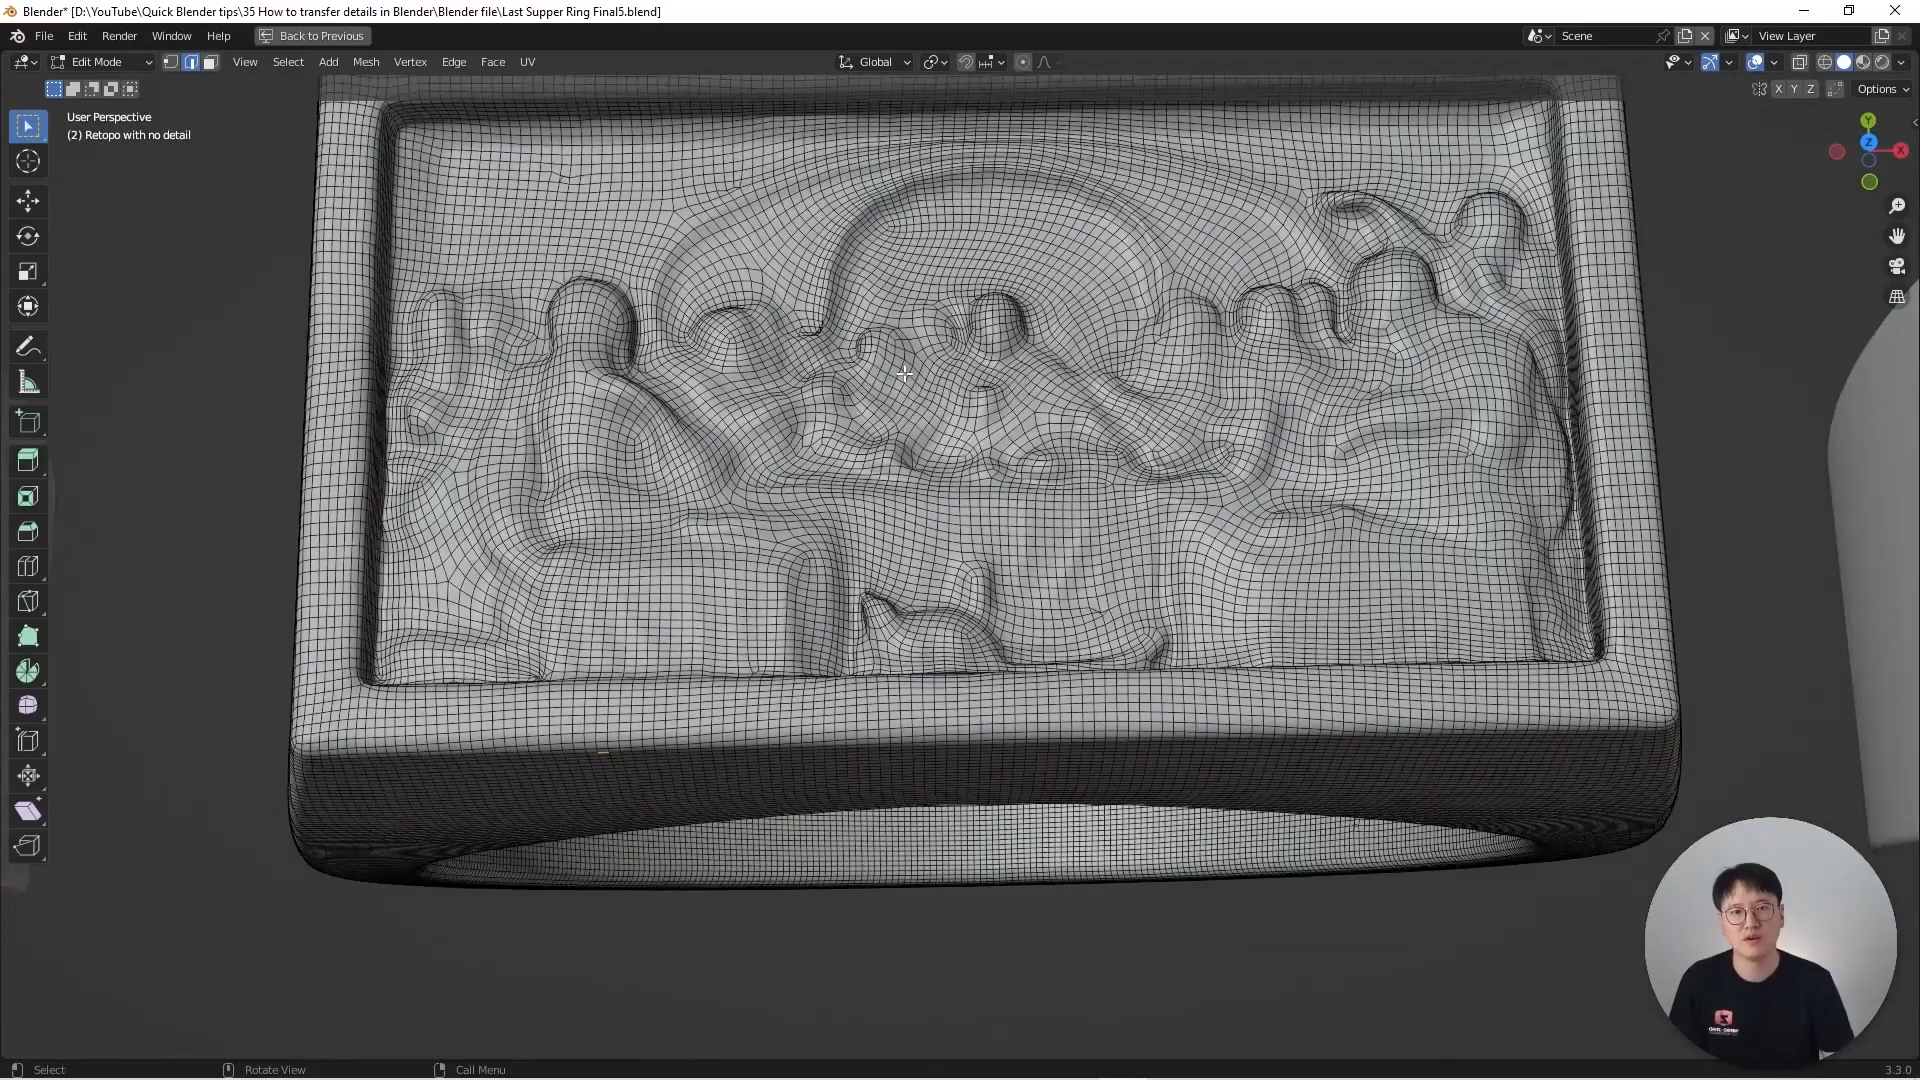 Blender* [D:\YouTube\Quick Blender tips\35 How to transfer details in Blender\Blender file\Last Supper Ring Final5.blend]
File Edit Render Window Help Back to Previous Scene View Layer
Edit Mode View Select Add Mesh Vertex Edge Face UV Global
X Y Z Options
User Perspective
(2) Retopo with no detail
Y
Z
X
Select Rotate View Call Menu 3.3.0